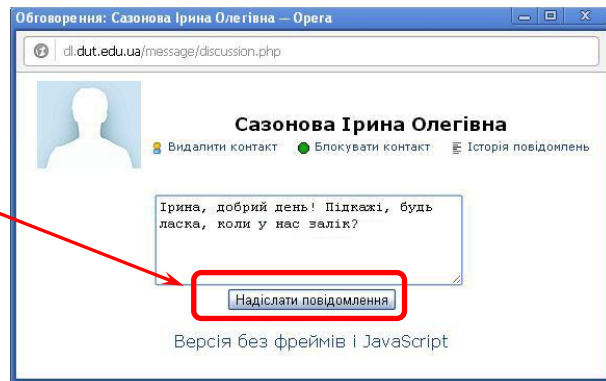 Обговорення: Сазонова Ірина Олегівна — Opera
dl.dut.edu.ua/message/discussion.php
Сазонова Ірина Олегівна
Видалити контакт Блокувати контакт Історія повідомлень
Ірина, добрий день! Підкажі, будь
ласка, коли у нас залік?
Надіслати повідомлення
Версія без фреймів і JavaScript